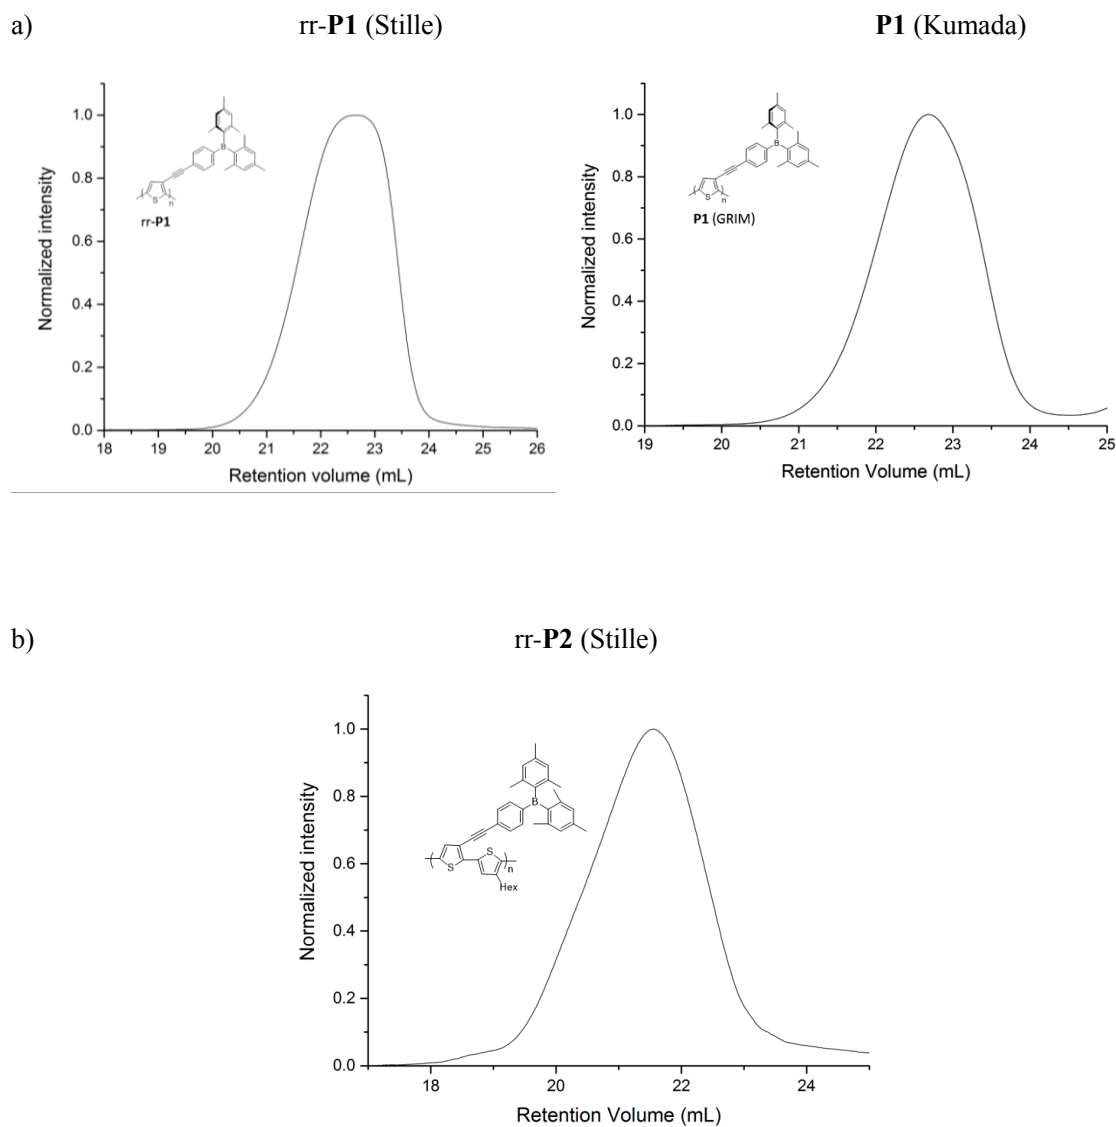 a) rr-P1 (Stille) P1 (Kumada)
1.0
0.8
0.6
0.4
0.2
0.0
Normalized intensity
B
S
n
rr-P1
18 19 20 21 22 23 24 25 26
Retention volume (mL)
1.0
0.8
0.6
0.4
0.2
0.0
Normalized intensity
B
S
n
P1 (GRIM)
19 20 21 22 23 24 25
Retention Volume (mL)
b) rr-P2 (Stille)
1.0
0.8
0.6
0.4
0.2
0.0
Normalized intensity
B
S
S
n
Hex
18 20 22 24
Retention Volume (mL)